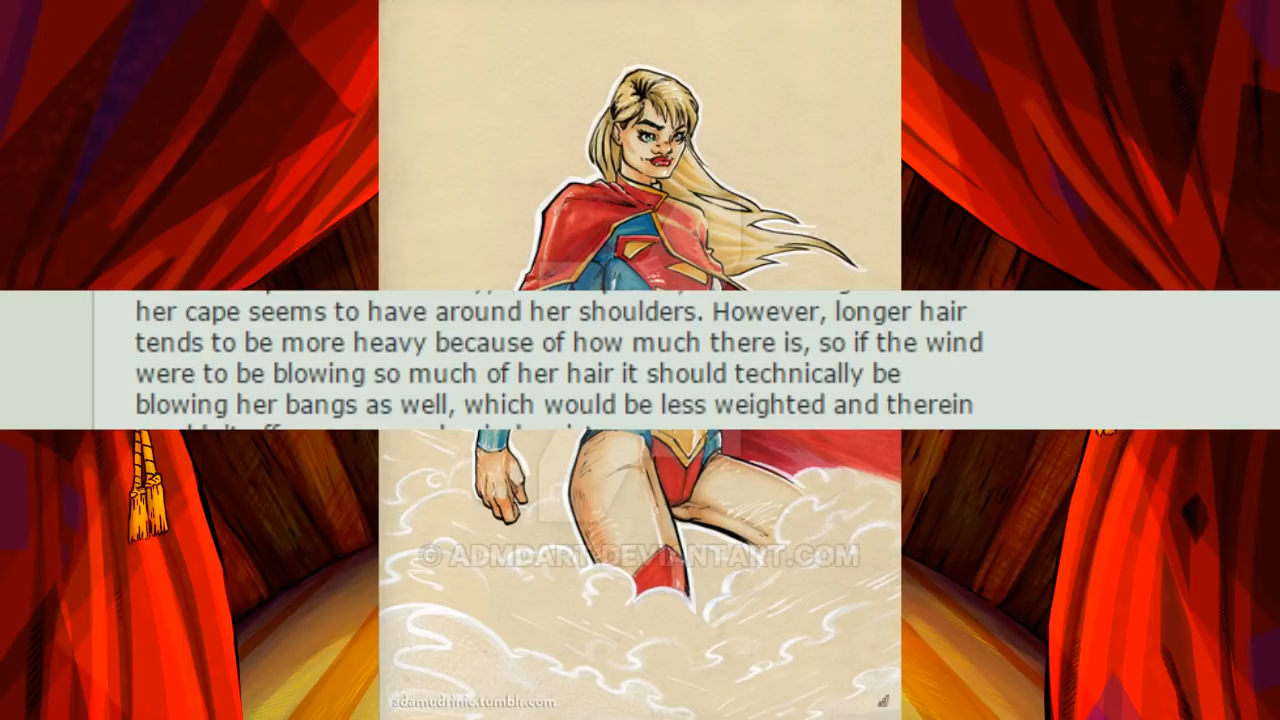 her cape seems to have around her shoulders. However, longer hair
tends to be more heavy because of how much there is, so if the wind
were to be blowing so much of her hair it should technically be
blowing her bangs as well, which would be less weighted and therein
© ADMDART.DEVIANTART.COM
adamudrinic.tumblr.com